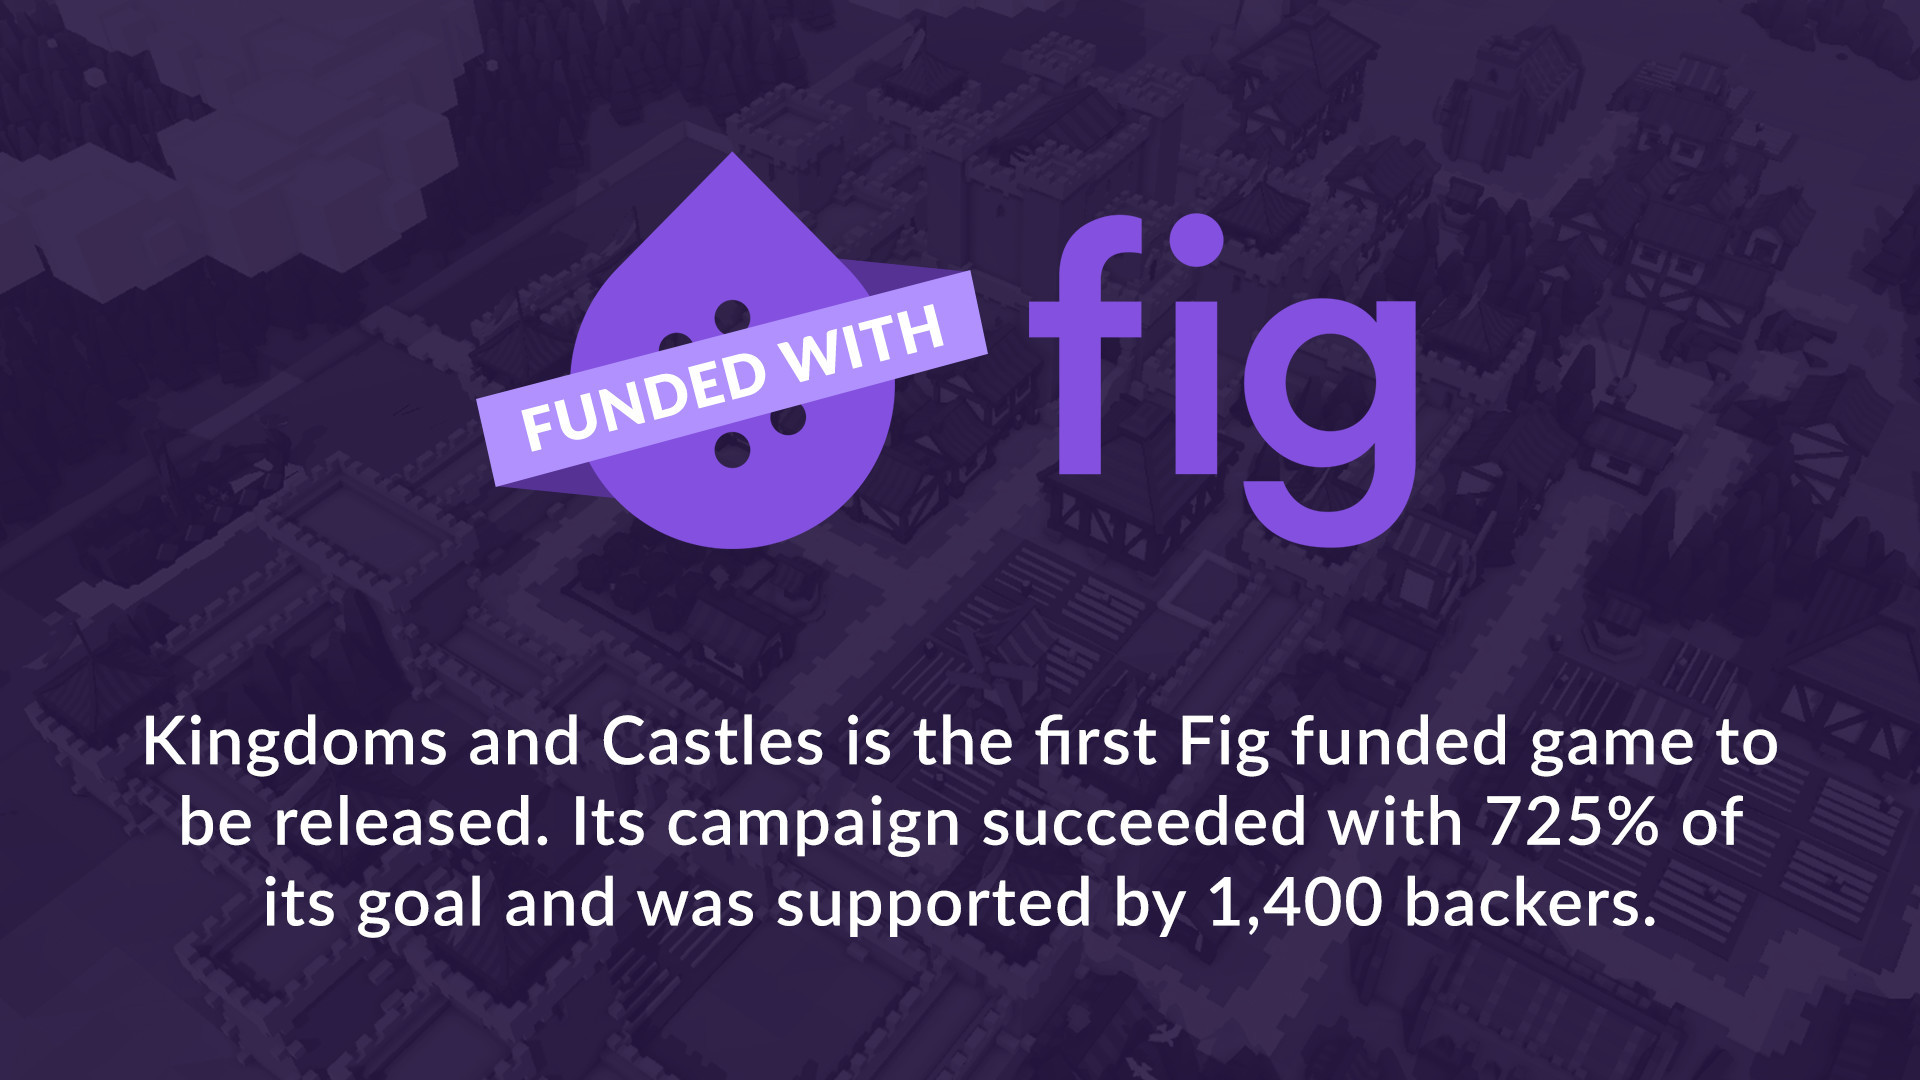 FUNDED WITH
fig
Kingdoms and Castles is the first Fig funded game to
be released. Its campaign succeeded with 725% of
its goal and was supported by 1,400 backers.